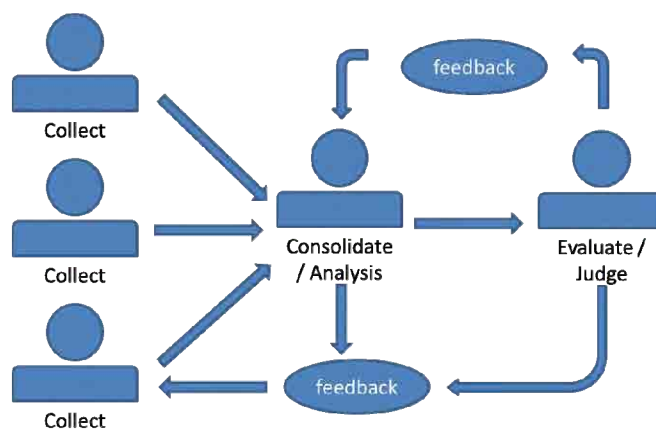 feedback
Collect
Collect
Consolidate
/ Analysis
Evaluate /
Judge
feedback
Collect